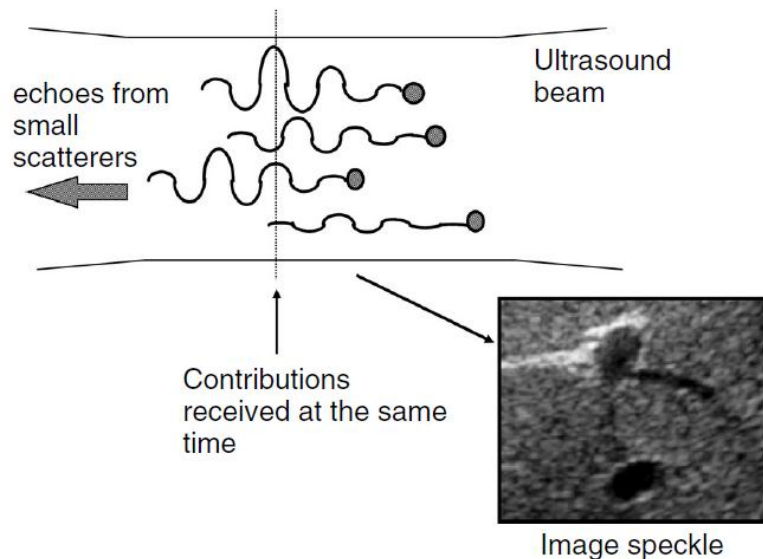 Ultrasound
beam
echoes from
small
scatterers
Contributions
received at the same
time
Image speckle